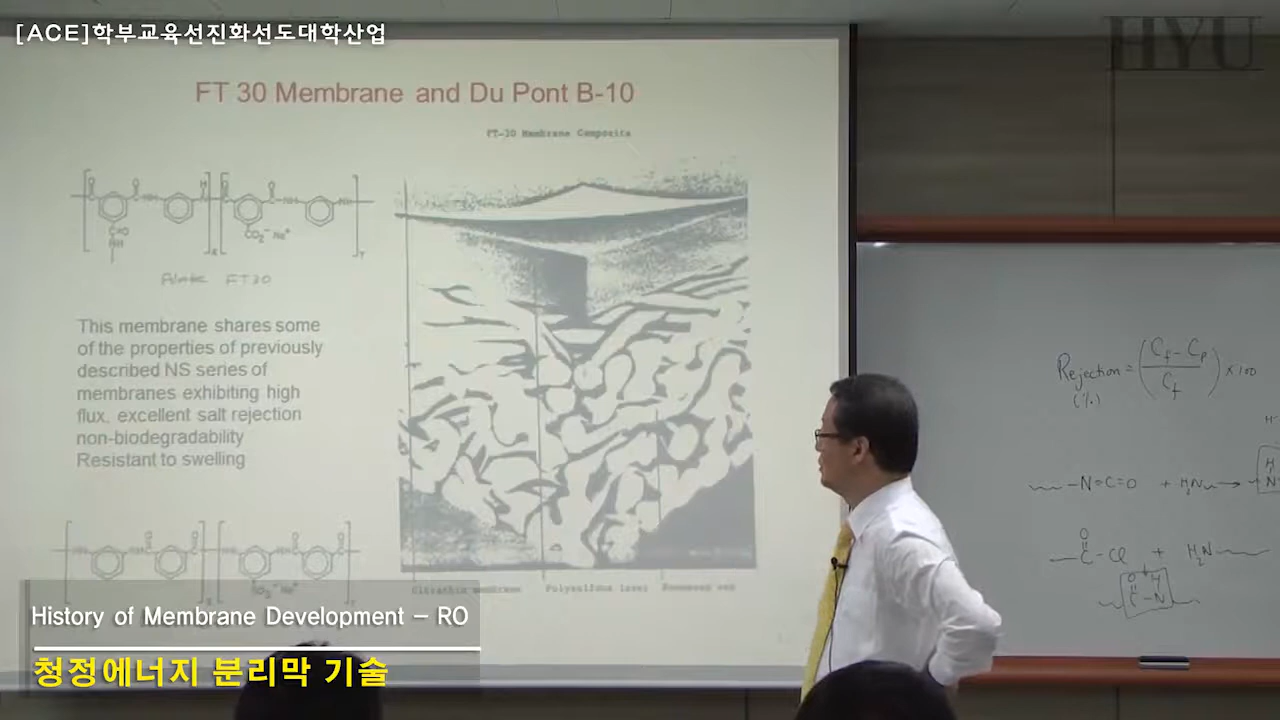 [ACE]학부교육선진화선도대학산업
HYU
FT 30 Membrane and Du Pont B-10
FT-30 Membrane Composite
FT30
This membrane shares some
of the properties of previously
described NS series of
membranes exhibiting high
flux, excellent salt rejection
non-biodegradability
Resistant to swelling
Ultrathin membrane
Polysulfone layer
Rejection = (Cf - Cp / Cf) × 100
(%)
-N=C=O + H2N →
O
-C-Cl + H2N
O H
C-N
History of Membrane Development – RO
청정에너지 분리막 기술